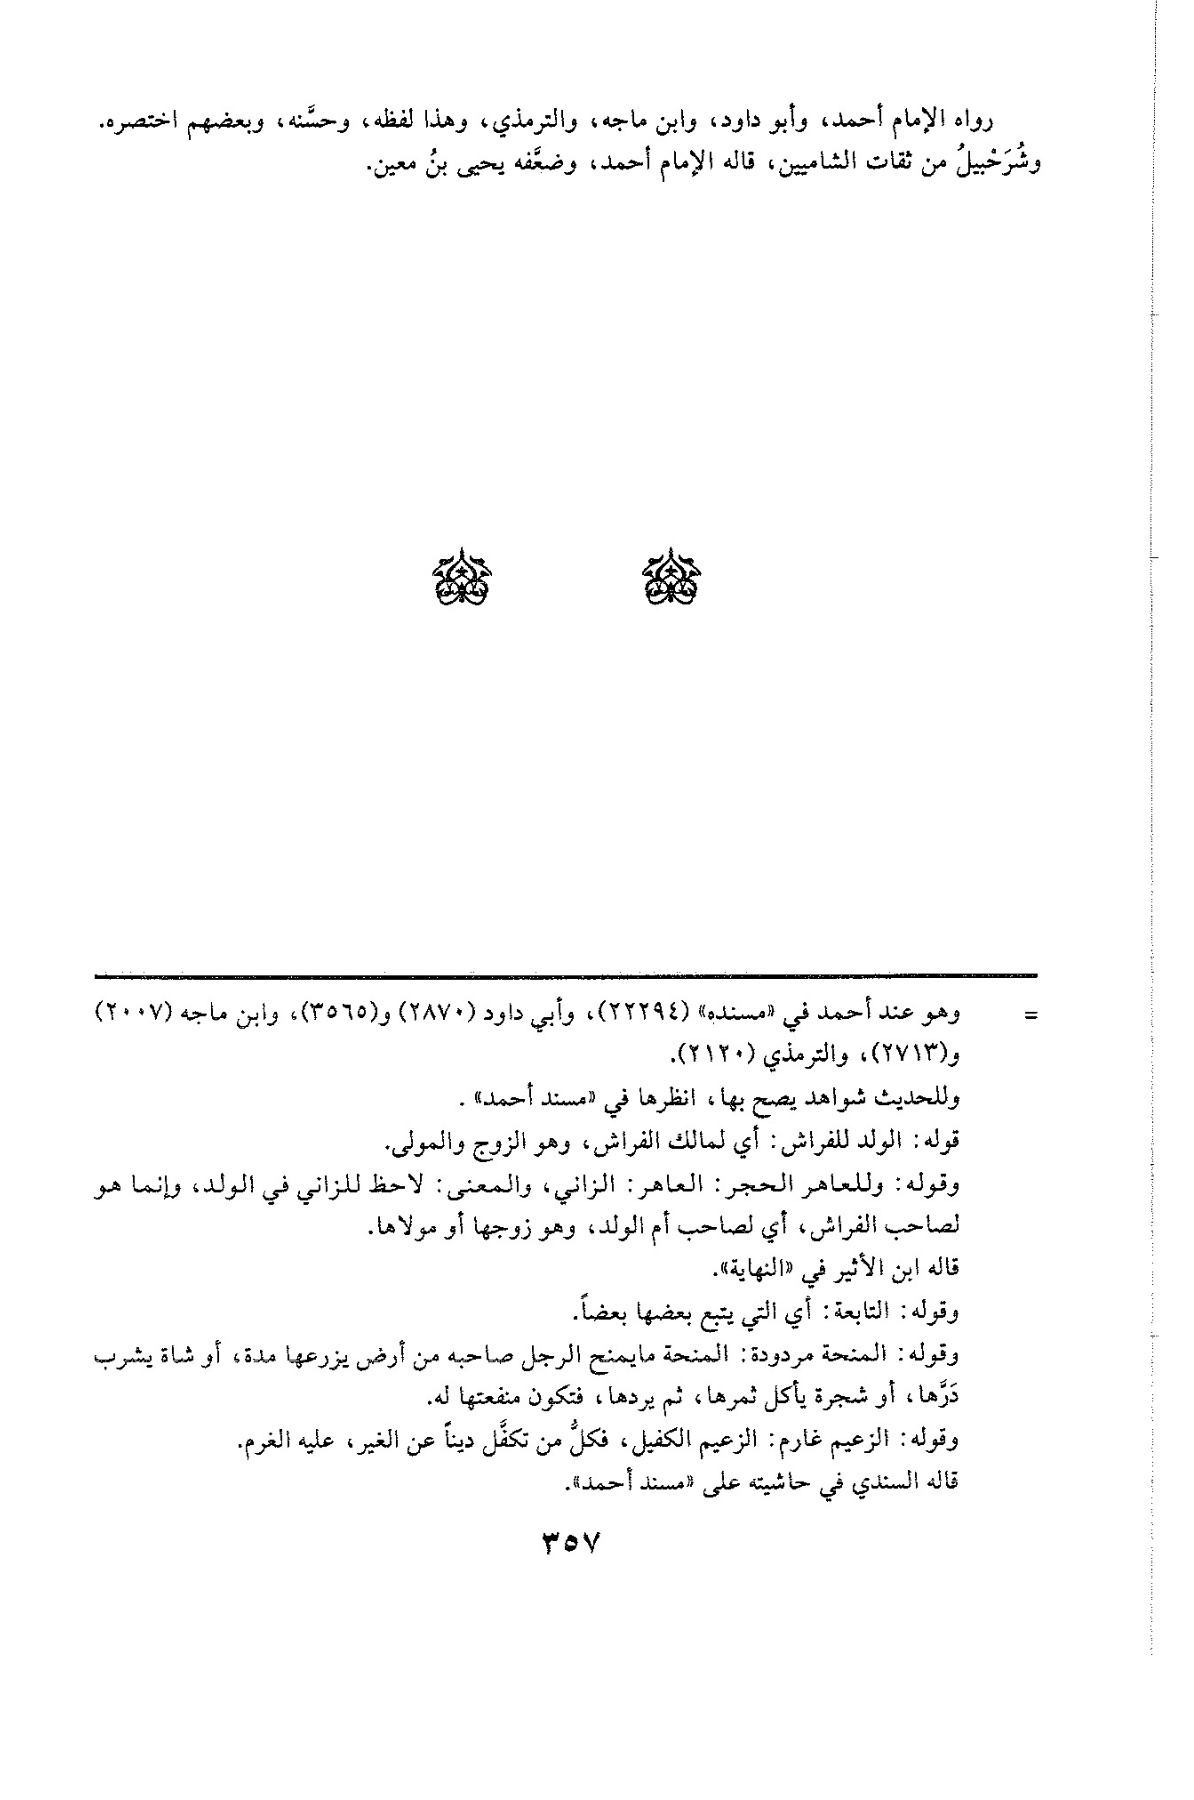 رواه الإمام أحمد، وأبو داود، وابن ماجه، والترمذي، وهذا لفظه، وحسَّنه، وبعضهم اختصره.
وشُرَحْبيلُ من ثقات الشاميين، قاله الإمام أحمد، وضعَّفه يحيى بنُ معين.
= وهو عند أحمد في «مسنده» (٢٢٢٩٤)، وأبي داود (٢٨٧٠) و(٣٥٦٥)، وابن ماجه (٢٠٠٧)
و(٢٧١٣)، والترمذي (٢١٢٠).
وللحديث شواهد يصح بها، انظرها في «مسند أحمد» .
قوله: الولد للفراش: أي لمالك الفراش، وهو الزوج والمولى.
وقوله: وللعاهر الحجر: العاهر: الزاني، والمعنى: لاحظ للزاني في الولد، وإنما هو
لصاحب الفراش، أي لصاحب أم الولد، وهو زوجها أو مولاها.
قاله ابن الأثير في «النهاية».
وقوله: التابعة: أي التي يتبع بعضها بعضاً.
وقوله: المنحة مردودة: المنحة مايمنح الرجل صاحبه من أرض يزرعها مدة، أو شاة يشرب
دَرَّها، أو شجرة يأكل ثمرها، ثم يردها، فتكون منفعتها له.
وقوله: الزعيم غارم: الزعيم الكفيل، فكلُّ من تكفَّل ديناً عن الغير، عليه الغرم.
قاله السندي في حاشيته على «مسند أحمد».
٣٥٧